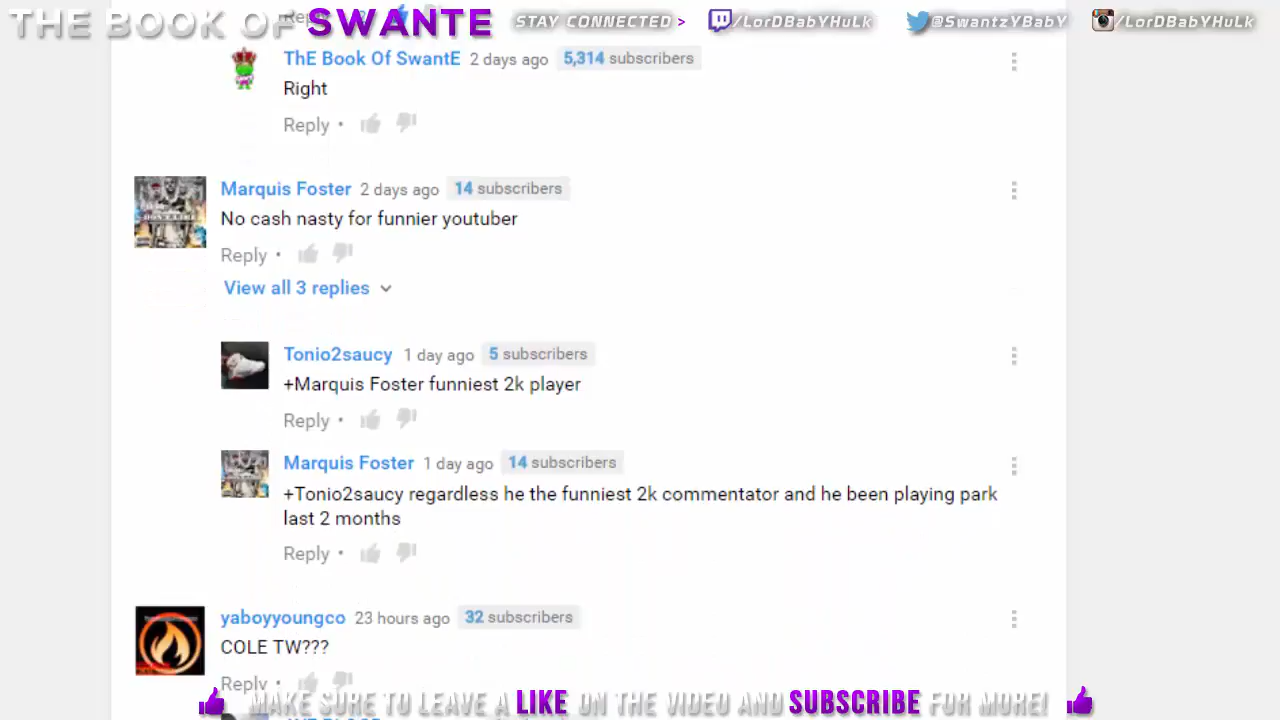 THE BOOK OF SWANTE STAY CONNECTED > /LorDBabYHuLk @SwantzYBabY /LorDBabYHuLk
Reply
ThE Book Of SwantE 2 days ago 5,314 subscribers
Right
Reply •
Marquis Foster 2 days ago 14 subscribers
No cash nasty for funnier youtuber
Reply •
View all 3 replies
Tonio2saucy 1 day ago 5 subscribers
+Marquis Foster funniest 2k player
Reply •
Marquis Foster 1 day ago 14 subscribers
+Tonio2saucy regardless he the funniest 2k commentator and he been playing park
last 2 months
Reply •
yaboyyoungco 23 hours ago 32 subscribers
COLE TW???
Reply •
MAKE SURE TO LEAVE A LIKE ON THE VIDEO AND SUBSCRIBE FOR MORE!